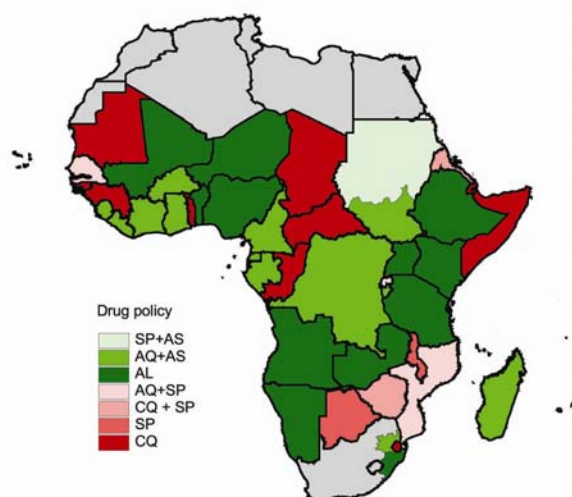 Drug policy
SP+AS
AQ+AS
AL
AQ+SP
CQ + SP
SP
CQ